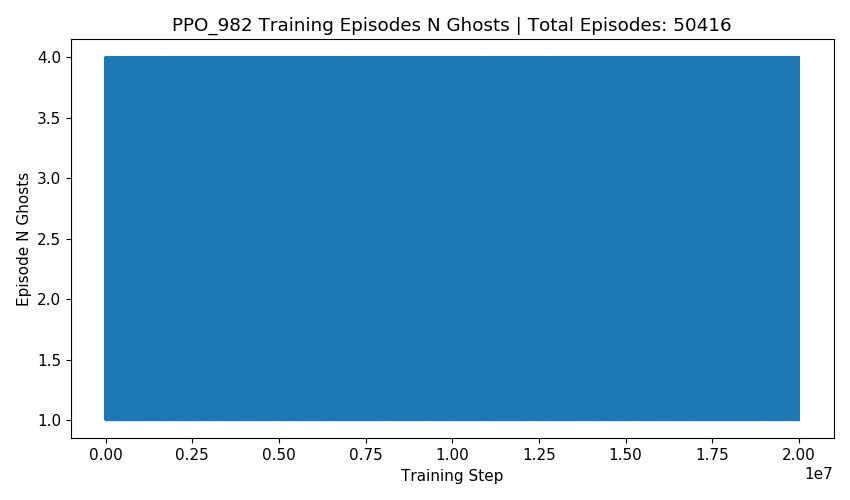 PPO_982 Training Episodes N Ghosts | Total Episodes: 50416
4.0
3.5
3.0
2.5
2.0
1.5
1.0
Episode N Ghosts
0.00 0.25 0.50 0.75 1.00 1.25 1.50 1.75 2.00
1e7
Training Step